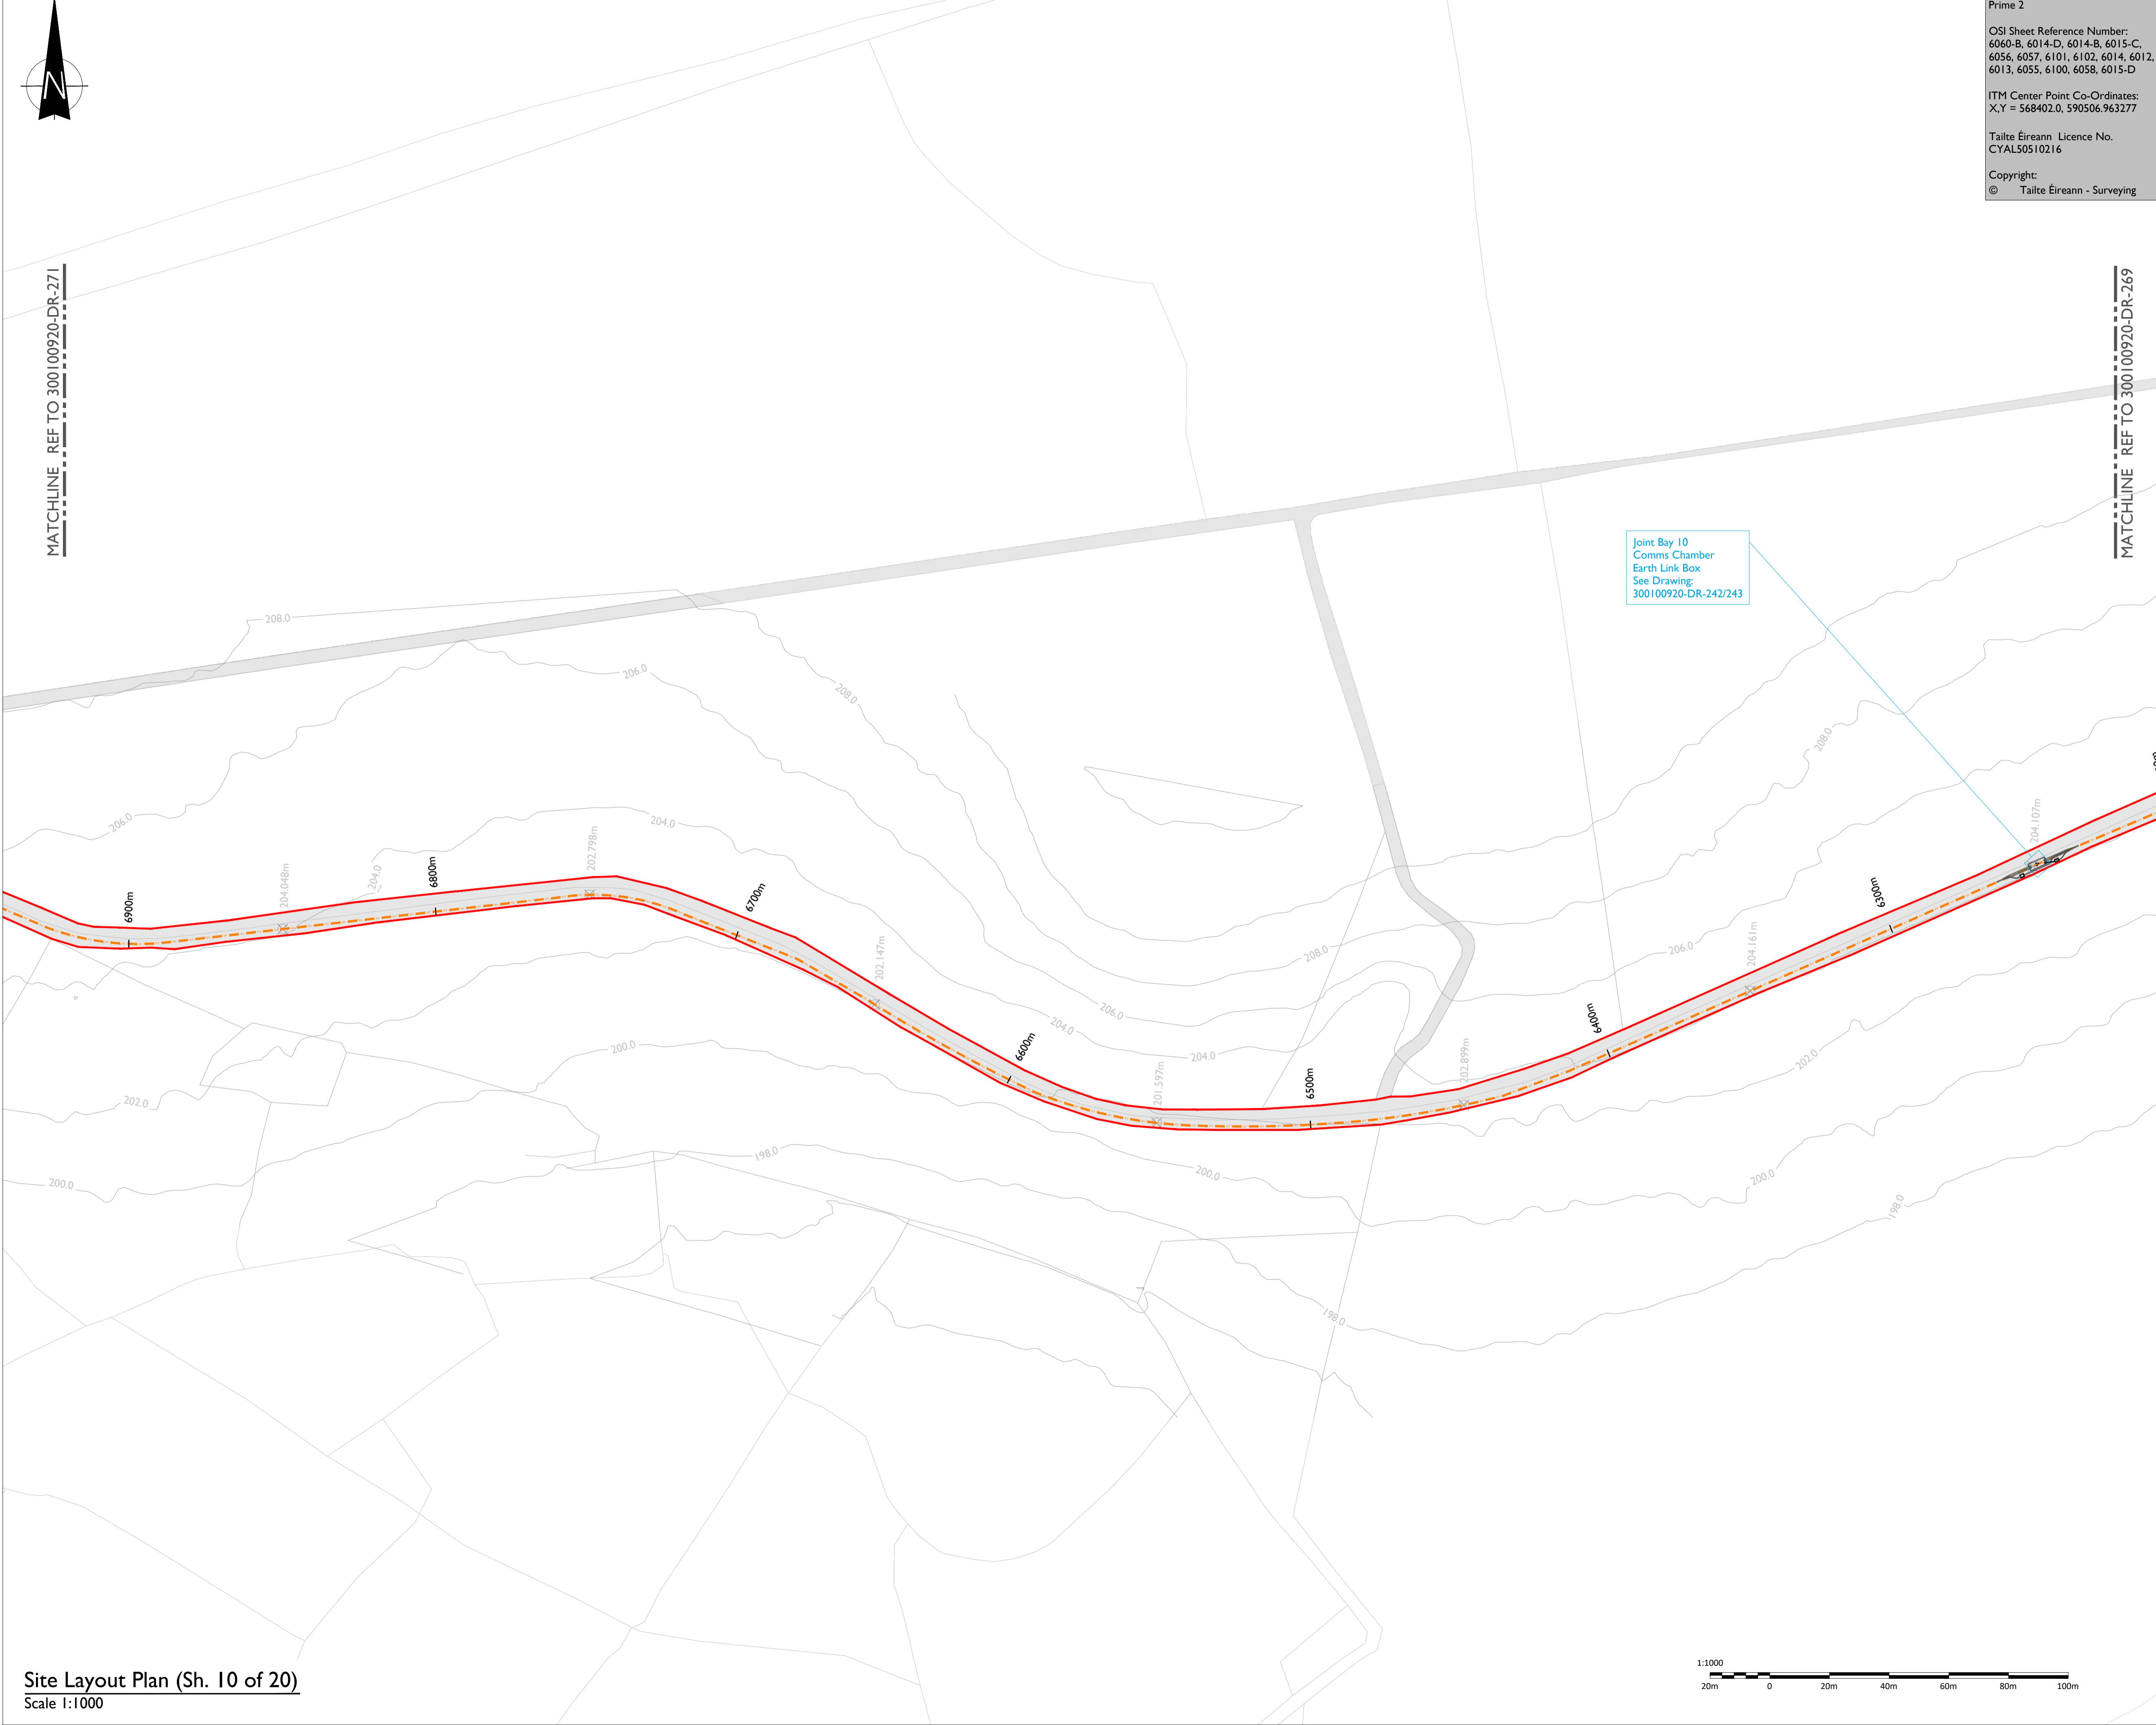 N
Prime 2
OSI Sheet Reference Number:
6060-B, 6014-D, 6014-B, 6015-C,
6056, 6057, 6101, 6102, 6014, 6012,
6013, 6055, 6100, 6058, 6015-D
ITM Center Point Co-Ordinates:
X,Y = 568402.0, 590506.963277
Tailte Éireann Licence No.
CYAL50510216
Copyright:
© Tailte Éireann - Surveying
MATCHLINE REF TO 300100920-DR-271
MATCHLINE REF TO 300100920-DR-269
Joint Bay 10
Comms Chamber
Earth Link Box
See Drawing:
300100920-DR-242/243
208.0
206.0
208.0
208.0
206.0
204.0
204.0
204.048m
202.798m
204.107m
6900m
6800m
6700m
6300m
202.147m
208.0
206.0
204.161m
206.0
204.0
204.0
6600m
6400m
200.0
202.0
201.597m
6500m
202.899m
202.0
198.0
200.0
200.0
200.0
198.0
198.0
Site Layout Plan (Sh. 10 of 20)
Scale 1:1000
1:1000
20m 0 20m 40m 60m 80m 100m